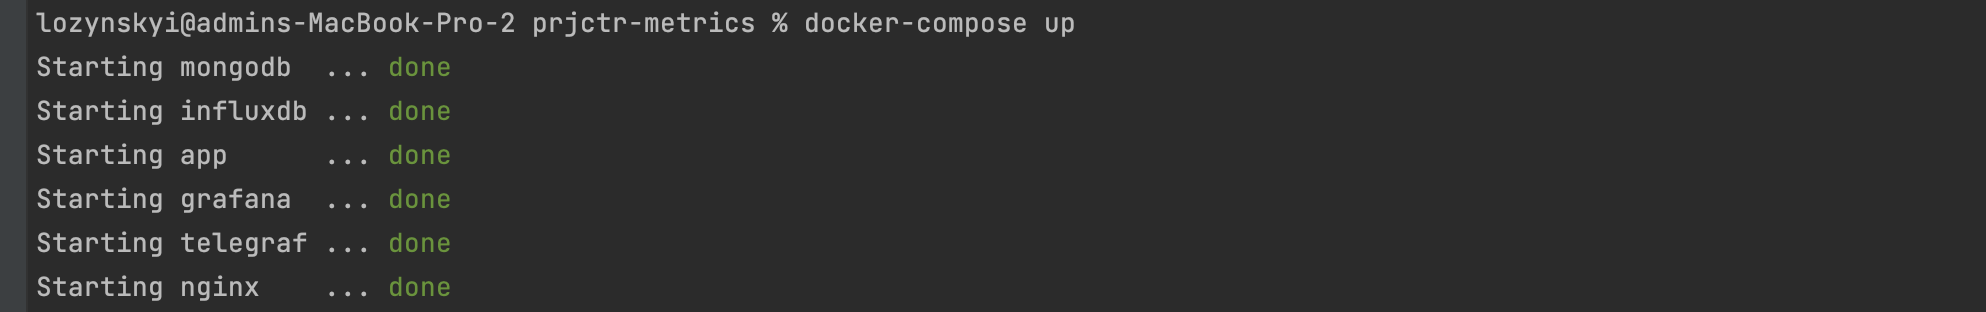 lozynskyi@admins-MacBook-Pro-2 prjctr-metrics % docker-compose up
Starting mongodb  ... done
Starting influxdb ... done
Starting app      ... done
Starting grafana  ... done
Starting telegraf ... done
Starting nginx    ... done